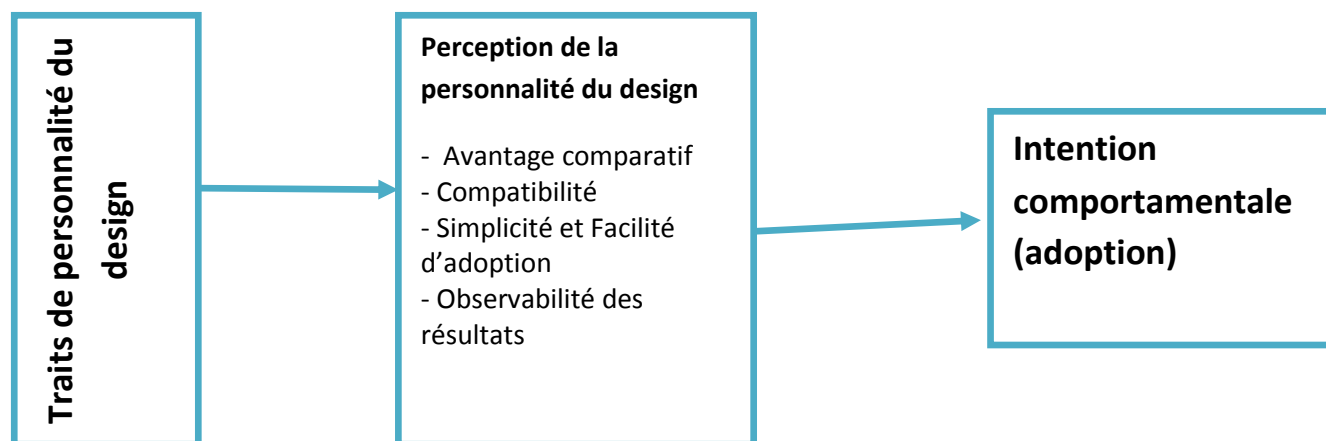 Traits de personnalité du
design
Perception de la
personnalité du design
- Avantage comparatif
- Compatibilité
- Simplicité et Facilité
d’adoption
- Observabilité des
résultats
Intention
comportamentale
(adoption)